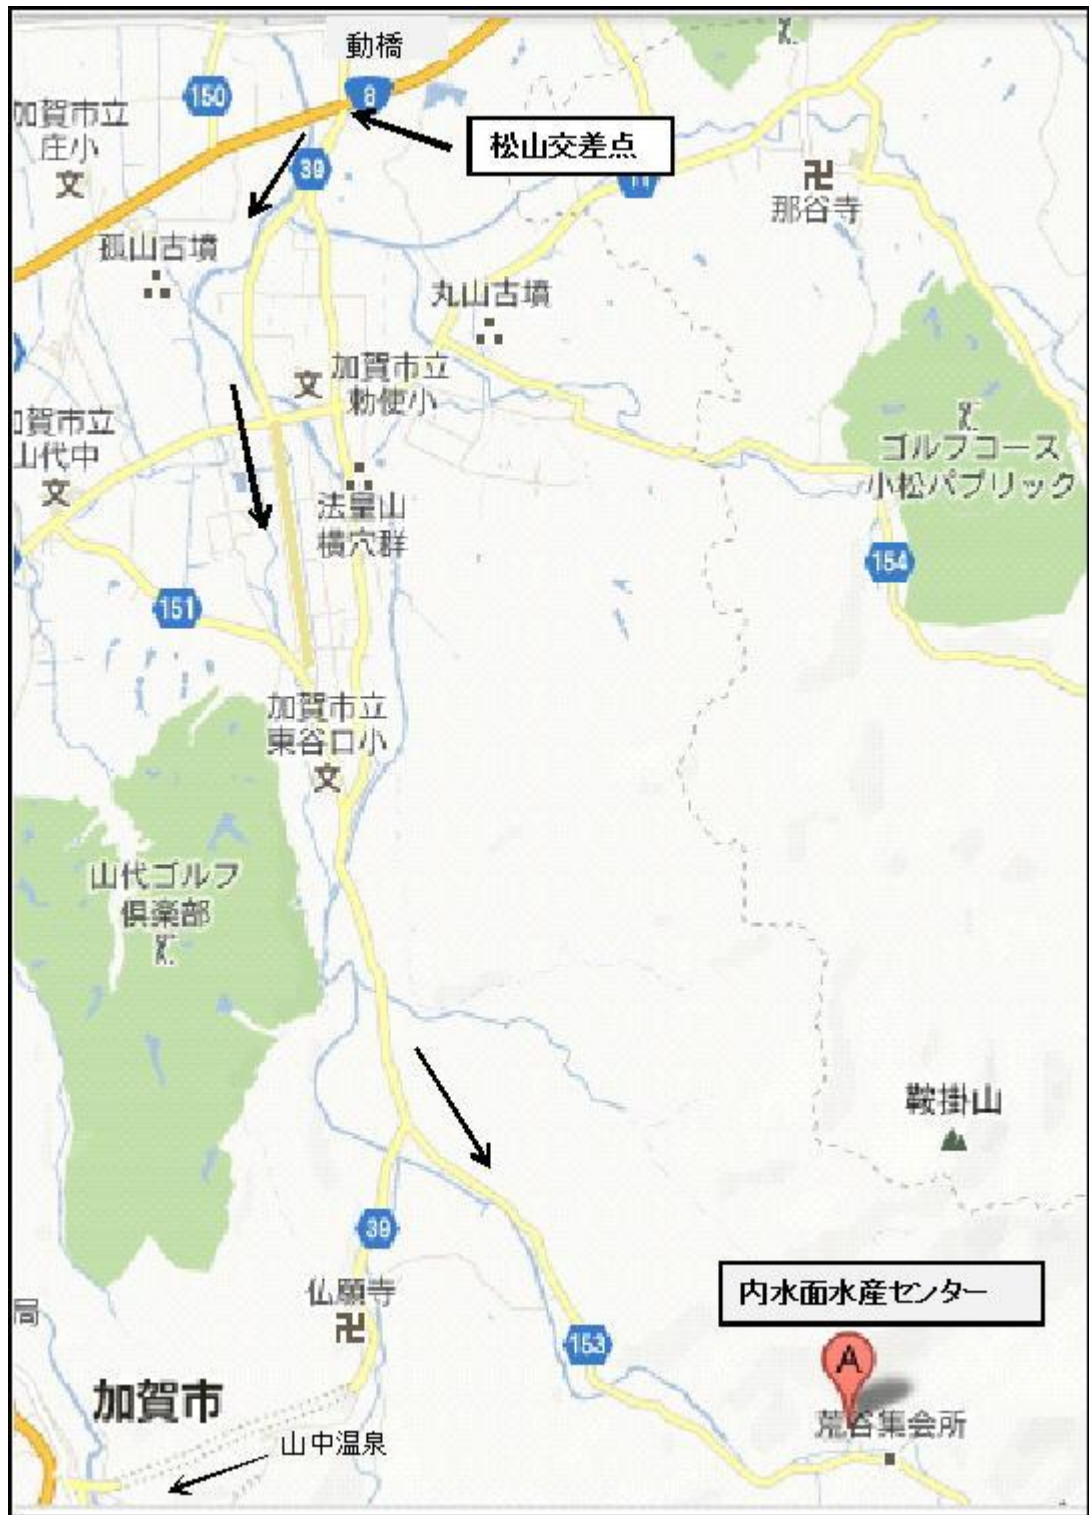 動橋
150
8
加賀市立
庄小
文
松山交差点
39
11
那谷寺
孤山古墳
丸山古墳
加賀市立
勅使小
文
加賀市立
山代中
文
ゴルフコース
小松パブリック
法皇山
横穴群
154
151
加賀市立
東谷口小
文
山代ゴルフ
倶楽部
鞍掛山
39
内水面水産センター
仏願寺
局
153
A
加賀市
荒谷集会所
山中温泉